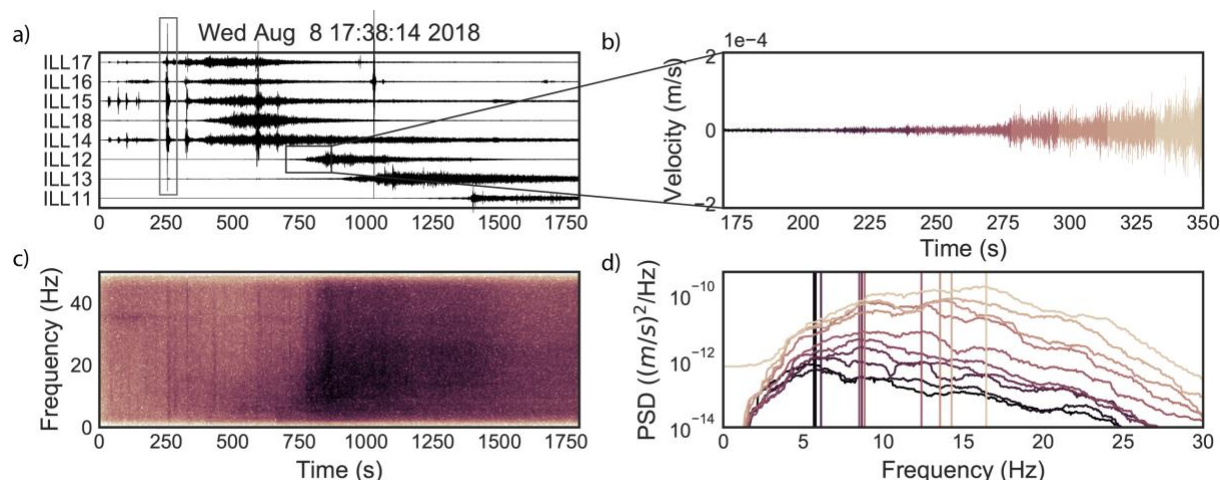 a)
Wed Aug 8 17:38:14 2018
ILL17
ILL16
ILL15
ILL18
ILL14
ILL12
ILL13
ILL11
0 250 500 750 1000 1250 1500 1750
b)
1e−4
Velocity (m/s)
2
0
−2
170 200 225 250 275 290 315 325 350
Time (s)
c)
Frequency (Hz)
40
20
0
0 250 500 750 1000 1250 1500 1750
Time (s)
d)
PSD ((m/s)²/Hz)
10⁻¹⁰
10⁻¹²
10⁻¹⁴
0 5 10 15 20 25 30
Frequency (Hz)